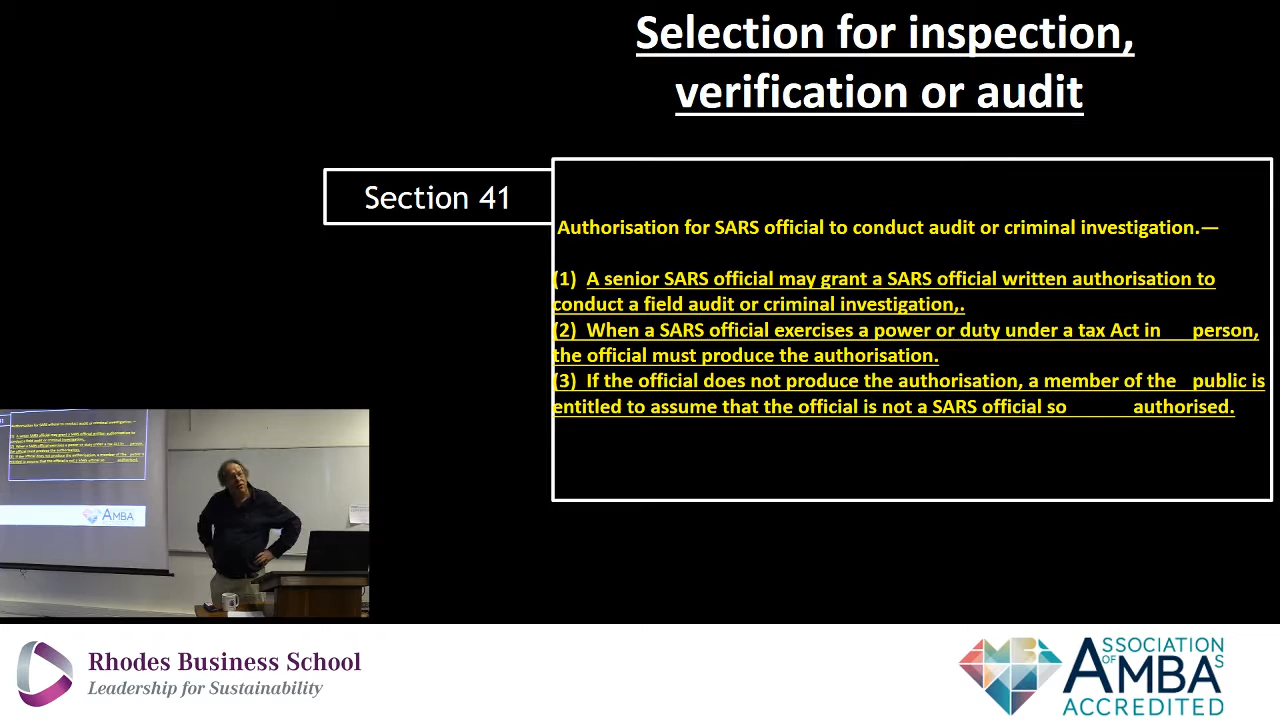 Selection for inspection,
verification or audit
Section 41
Authorisation for SARS official to conduct audit or criminal investigation.—
(1) A senior SARS official may grant a SARS official written authorisation to
conduct a field audit or criminal investigation,.
(2) When a SARS official exercises a power or duty under a tax Act in person,
the official must produce the authorisation.
(3) If the official does not produce the authorisation, a member of the public is
entitled to assume that the official is not a SARS official so authorised.
AMBA
Rhodes Business School
Leadership for Sustainability
ASSOCIATION
OF AMBAS
ACCREDITED